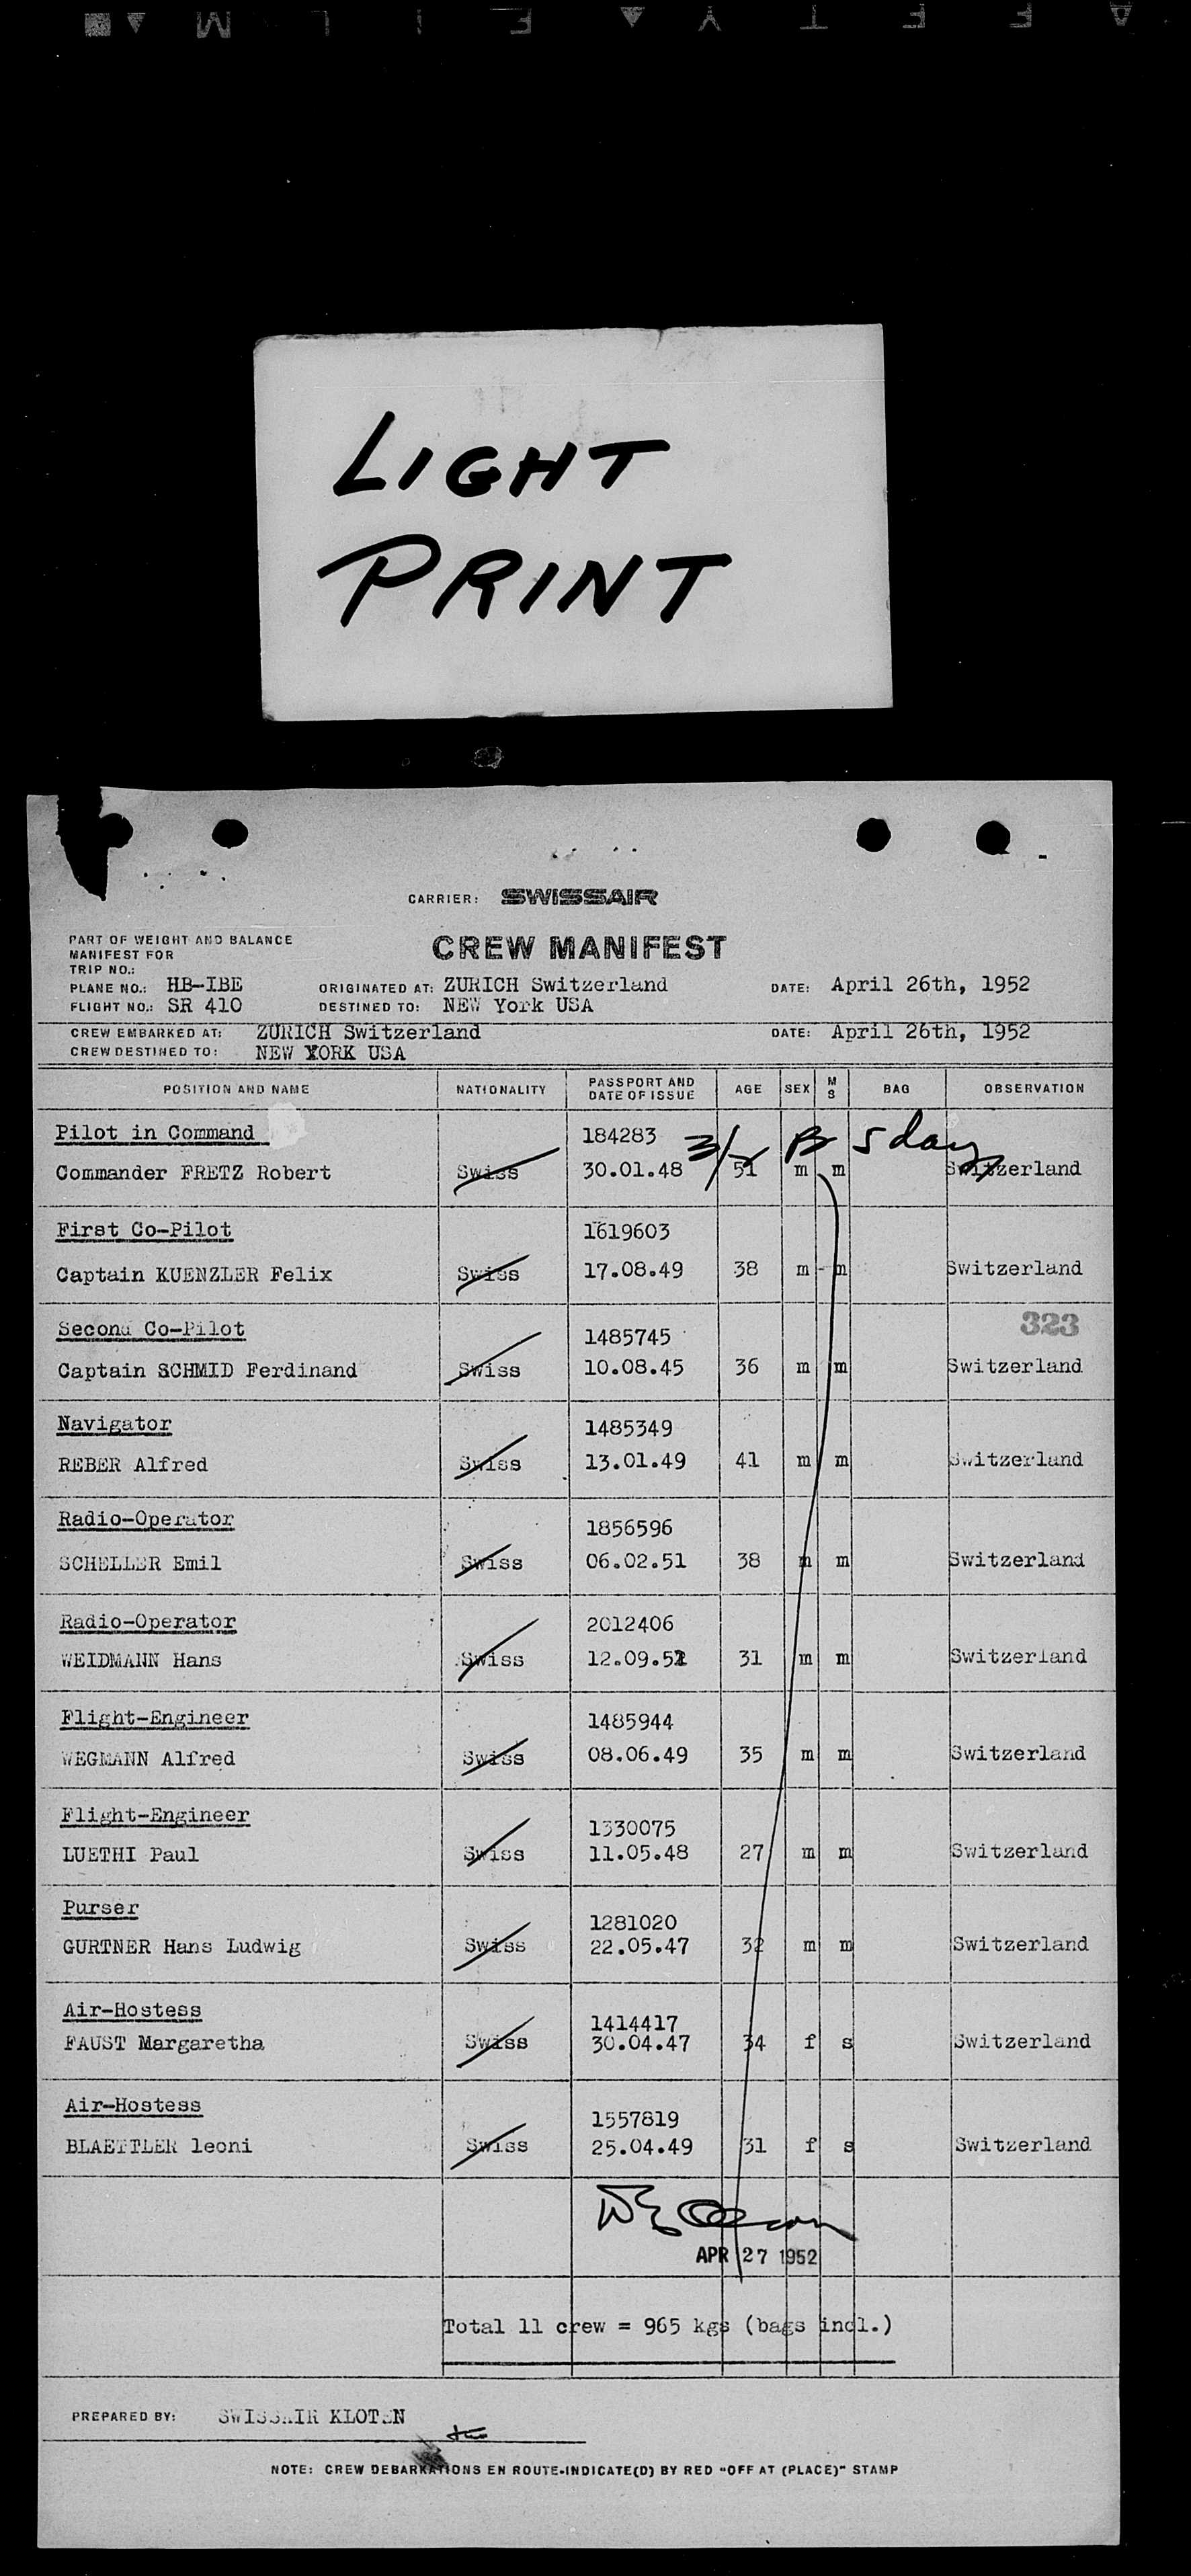 LIGHT
PRINT
CARRIER: SWISSAIR
PART OF WEIGHT AND BALANCE
MANIFEST FOR
CREW MANIFEST
TRIP NO.:
PLANE NO.: HB-IBE ORIGINATED AT: ZURICH Switzerland DATE: April 26th, 1952
FLIGHT NO.: SR 410 DESTINED TO: NEW York USA
CREW EMBARKED AT: ZURICH Switzerland DATE: April 26th, 1952
CREW DESTINED TO: NEW YORK USA
POSITION AND NAME NATIONALITY PASSPORT AND DATE OF ISSUE AGE SEX M S BAG OBSERVATION
Pilot in Command 184283 5 days
Commander FRETZ Robert Swiss 30.01.48 51 m m Switzerland
First Co-Pilot 1619603
Captain KUENZLER Felix Swiss 17.08.49 38 m m Switzerland
323
Second Co-Pilot 1485745
Captain SCHMID Ferdinand Swiss 10.08.45 36 m m Switzerland
Navigator 1485349
REBER Alfred Swiss 13.01.49 41 m m Switzerland
Radio-Operator 1856596
SCHELLER Emil Swiss 06.02.51 38 m m Switzerland
Radio-Operator 2012406
WEIDMANN Hans Swiss 12.09.51 31 m m Switzerland
Flight-Engineer 1485944
WEGMANN Alfred Swiss 08.06.49 35 m m Switzerland
Flight-Engineer 1330075
LUETHI Paul Swiss 11.05.48 27 m m Switzerland
Purser 1281020
GURTNER Hans Ludwig Swiss 22.05.47 32 m m Switzerland
Air-Hostess 1414417
FAUST Margaretha Swiss 30.04.47 34 f s Switzerland
Air-Hostess 1557819
BLAETTLER leoni Swiss 25.04.49 31 f s Switzerland
APR 27 1952
Total 11 crew = 965 kgs (bags incl.)
PREPARED BY: SWISSAIR KLOTEN
NOTE: CREW DEBARKATIONS EN ROUTE-INDICATE(D) BY RED "OFF AT (PLACE)" STAMP